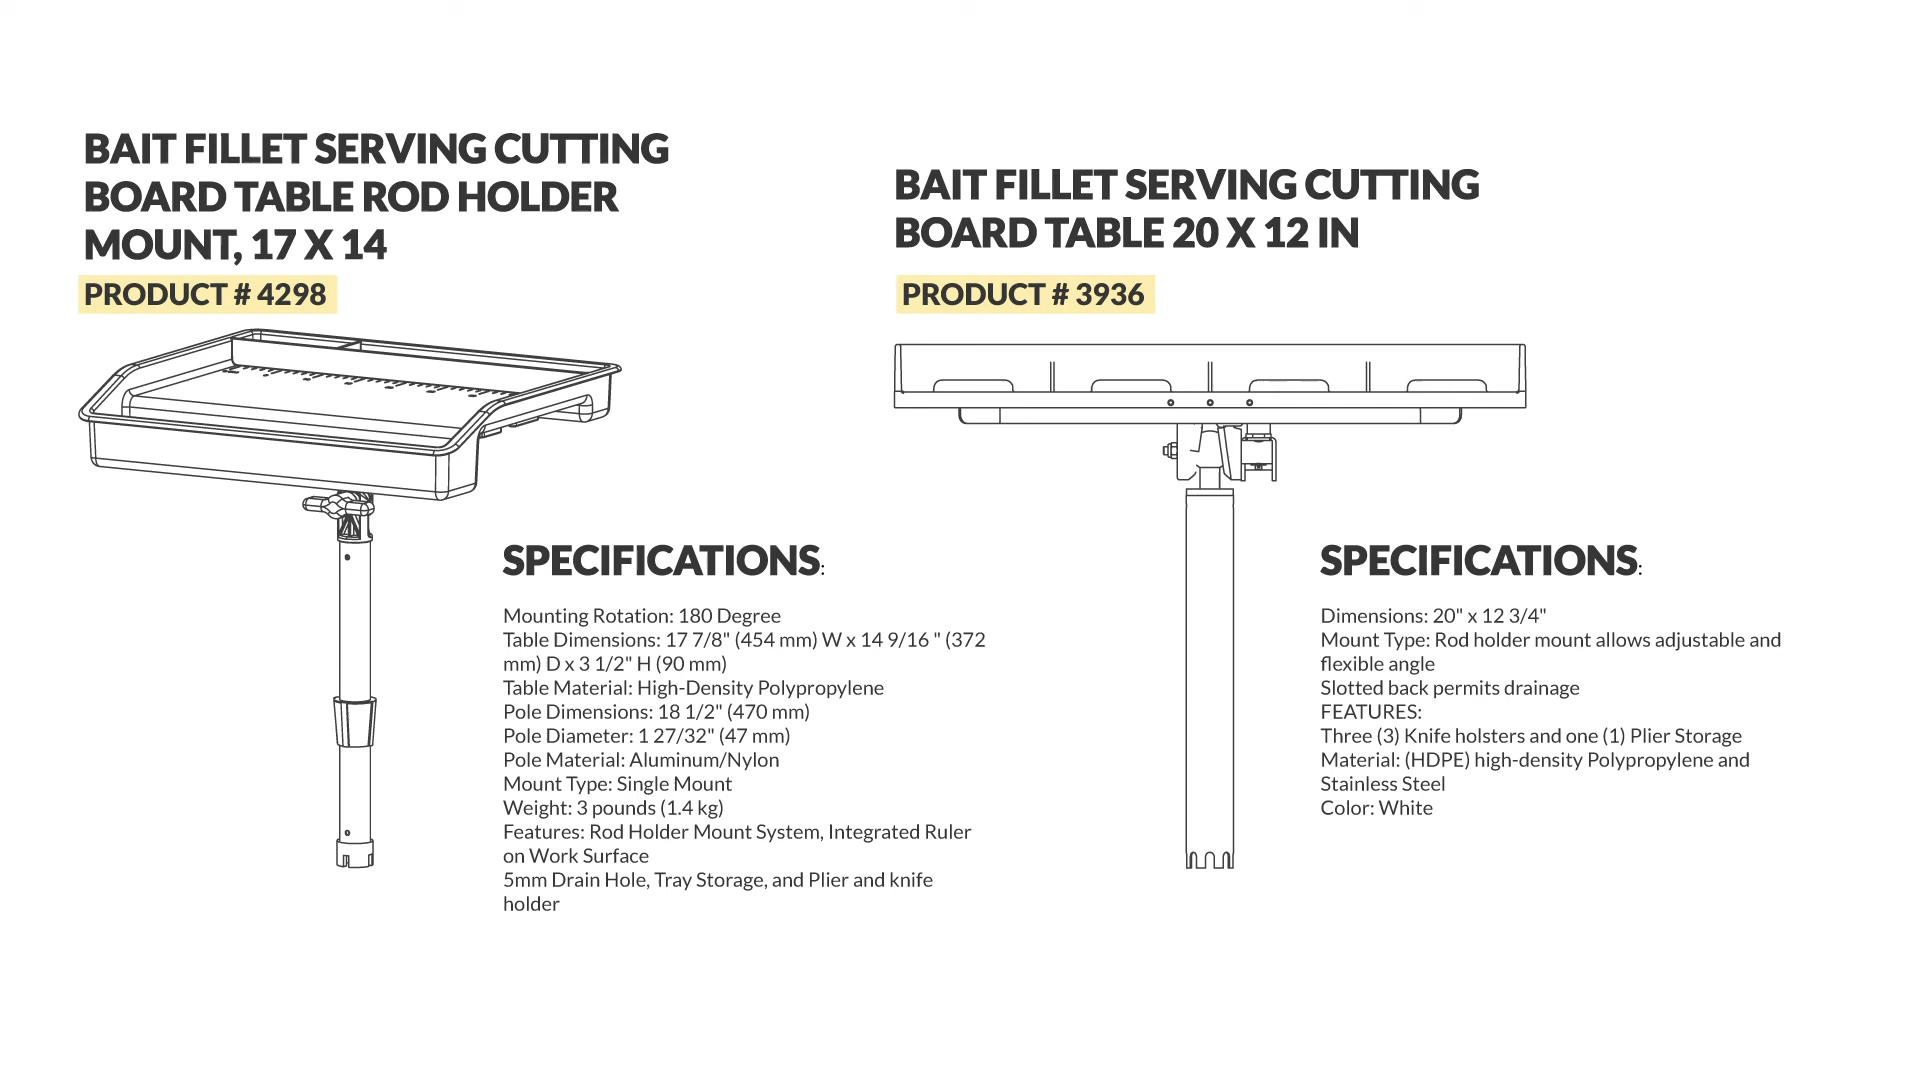 BAIT FILLET SERVING CUTTING
BOARD TABLE ROD HOLDER
MOUNT, 17 X 14
PRODUCT # 4298
SPECIFICATIONS:
Mounting Rotation: 180 Degree
Table Dimensions: 17 7/8" (454 mm) W x 14 9/16 " (372
mm) D x 3 1/2" H (90 mm)
Table Material: High-Density Polypropylene
Pole Dimensions: 18 1/2" (470 mm)
Pole Diameter: 1 27/32" (47 mm)
Pole Material: Aluminum/Nylon
Mount Type: Single Mount
Weight: 3 pounds (1.4 kg)
Features: Rod Holder Mount System, Integrated Ruler
on Work Surface
5mm Drain Hole, Tray Storage, and Plier and knife
holder
BAIT FILLET SERVING CUTTING
BOARD TABLE 20 X 12 IN
PRODUCT # 3936
SPECIFICATIONS:
Dimensions: 20" x 12 3/4"
Mount Type: Rod holder mount allows adjustable and
flexible angle
Slotted back permits drainage
FEATURES:
Three (3) Knife holsters and one (1) Plier Storage
Material: (HDPE) high-density Polypropylene and
Stainless Steel
Color: White